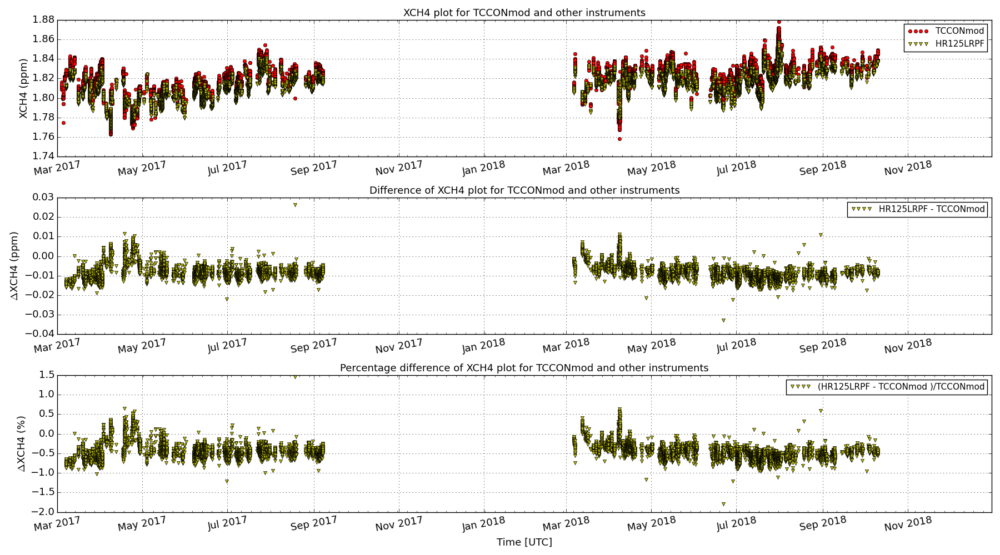 XCH4 plot for TCCONmod and other instruments
1.88
1.86
1.84
1.82
1.80
1.78
1.76
1.74
XCH4 (ppm)
TCCONmod
HR125LRPF
Mar 2017 May 2017 Jul 2017 Sep 2017 Nov 2017 Jan 2018 Mar 2018 May 2018 Jul 2018 Sep 2018 Nov 2018
Difference of XCH4 plot for TCCONmod and other instruments
0.03
0.02
0.01
0.00
−0.01
−0.02
−0.03
−0.04
ΔXCH4 (ppm)
HR125LRPF - TCCONmod
Mar 2017 May 2017 Jul 2017 Sep 2017 Nov 2017 Jan 2018 Mar 2018 May 2018 Jul 2018 Sep 2018 Nov 2018
Percentage difference of XCH4 plot for TCCONmod and other instruments
1.5
1.0
0.5
0.0
−0.5
−1.0
−1.5
−2.0
ΔXCH4 (%)
(HR125LRPF - TCCONmod )/TCCONmod
Mar 2017 May 2017 Jul 2017 Sep 2017 Nov 2017 Jan 2018 Mar 2018 May 2018 Jul 2018 Sep 2018 Nov 2018
Time [UTC]